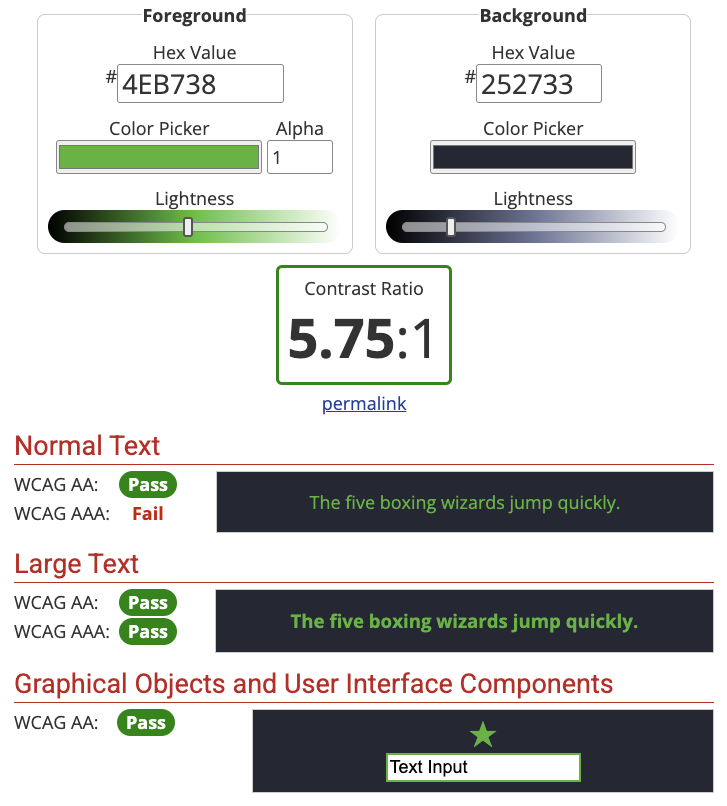 Foreground Background
Hex Value Hex Value
#4EB738 #252733
Color Picker Alpha Color Picker
1
Lightness Lightness
Contrast Ratio
5.75:1
permalink
Normal Text
WCAG AA: Pass
WCAG AAA: Fail
The five boxing wizards jump quickly.
Large Text
WCAG AA: Pass
WCAG AAA: Pass
The five boxing wizards jump quickly.
Graphical Objects and User Interface Components
WCAG AA: Pass
Text Input